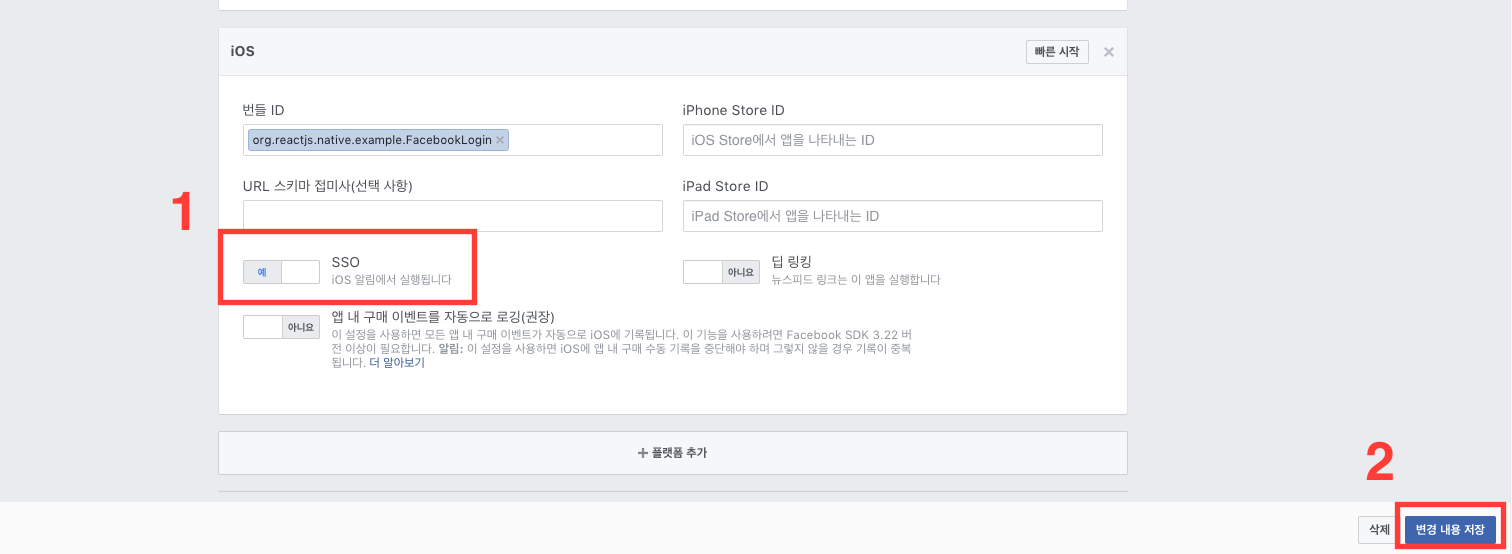 iOS
빠른 시작
×
번들 ID
iPhone Store ID
org.reactjs.native.example.FacebookLogin ×
iOS Store에서 앱을 나타내는 ID
1
URL 스키마 접미사(선택 사항)
iPad Store ID
iPad Store에서 앱을 나타내는 ID
예
SSO
iOS 알림에서 실행됩니다
아니요
딥 링킹
뉴스피드 링크는 이 앱을 실행합니다
아니요
앱 내 구매 이벤트를 자동으로 로깅(권장)
이 설정을 사용하면 모든 앱 내 구매 이벤트가 자동으로 iOS에 기록됩니다. 이 기능을 사용하려면 Facebook SDK 3.22 버
전 이상이 필요합니다. 알림: 이 설정을 사용하면 iOS에 앱 내 구매 수동 기록을 중단해야 하며 그렇지 않을 경우 기록이 중복
됩니다. 더 알아보기
+ 플랫폼 추가
2
삭제
변경 내용 저장